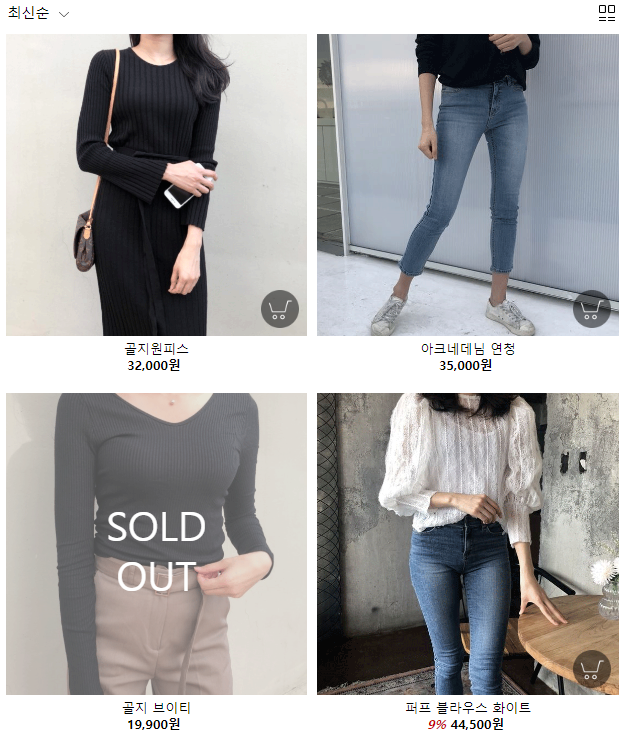 최신순
골지원피스
32,000원
아크네데님 연청
35,000원
SOLD
OUT
골지 브이티
19,900원
퍼프 블라우스 화이트
9% 44,500원